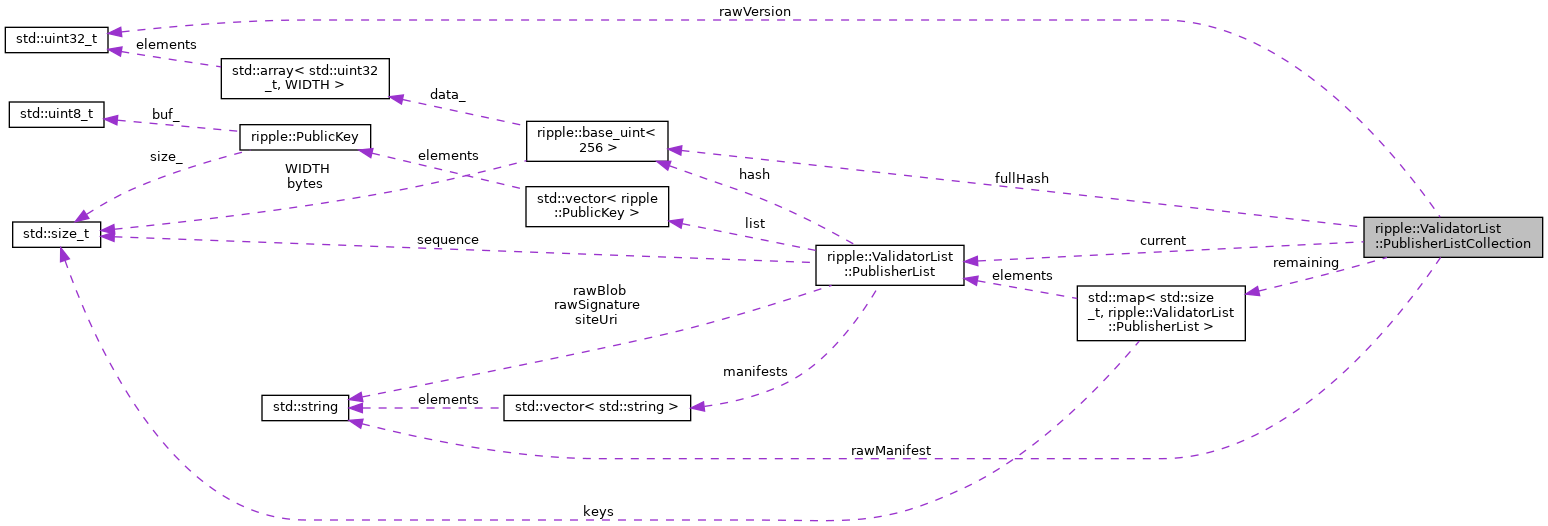 rawVersion
std::uint32_t
elements
std::array< std::uint32
_t, WIDTH >
data_
std::uint8_t
buf_
ripple::PublicKey
ripple::base_uint<
256 >
size_
elements
WIDTH
bytes
hash
fullHash
std::vector< ripple
::PublicKey >
list
std::size_t
sequence
ripple::ValidatorList
::PublisherListCollection
current
ripple::ValidatorList
::PublisherList
remaining
elements
rawBlob
rawSignature
siteUri
std::map< std::size
_t, ripple::ValidatorList
::PublisherList >
manifests
std::string
elements
std::vector< std::string >
rawManifest
keys